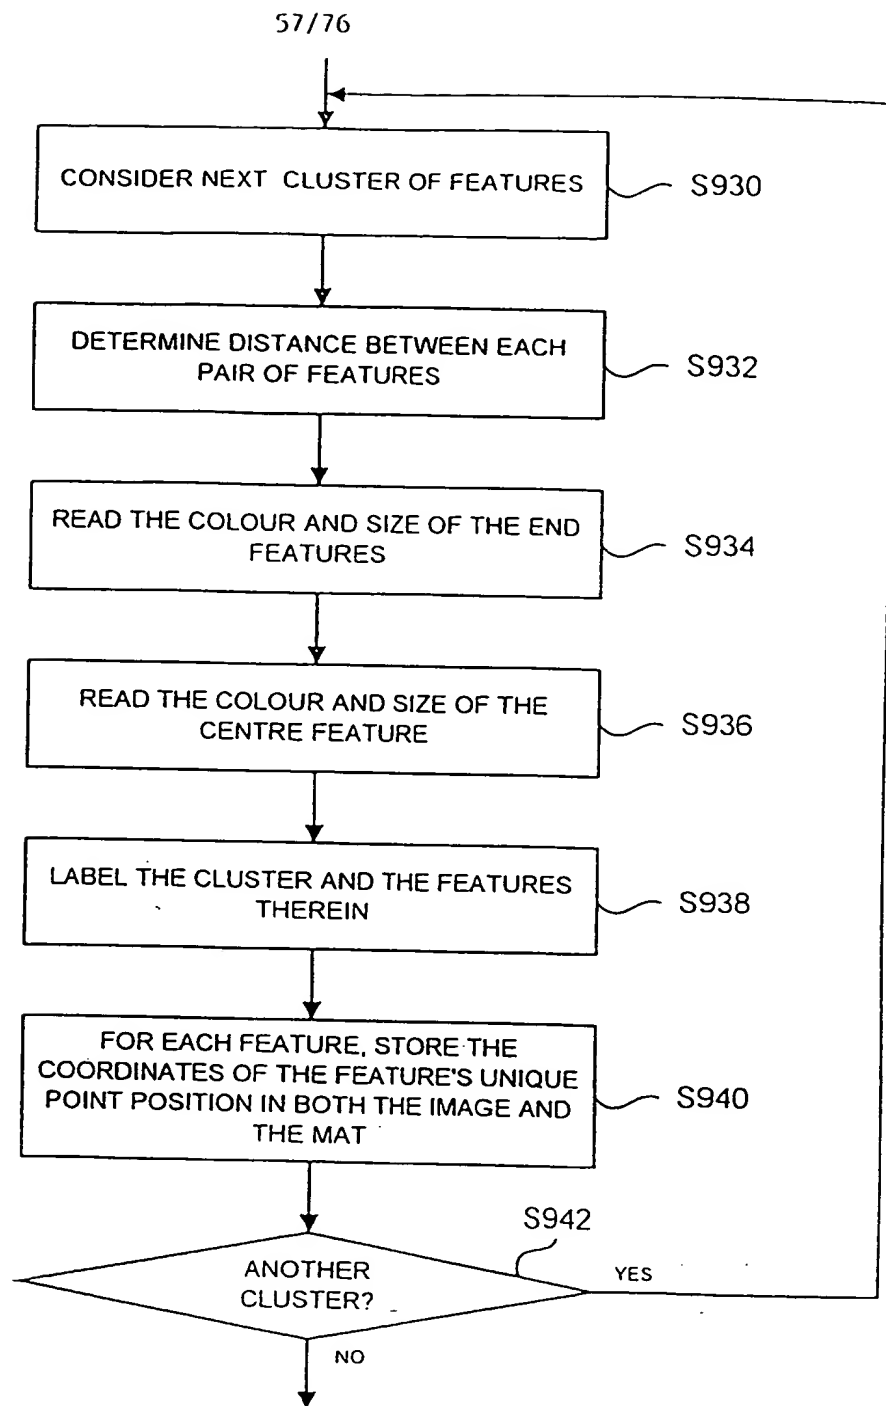 57/76
CONSIDER NEXT CLUSTER OF FEATURES
S930
DETERMINE DISTANCE BETWEEN EACH
PAIR OF FEATURES
S932
READ THE COLOUR AND SIZE OF THE END
FEATURES
S934
READ THE COLOUR AND SIZE OF THE
CENTRE FEATURE
S936
LABEL THE CLUSTER AND THE FEATURES
THEREIN
S938
FOR EACH FEATURE, STORE THE
COORDINATES OF THE FEATURE'S UNIQUE
POINT POSITION IN BOTH THE IMAGE AND
THE MAT
S940
S942
ANOTHER
CLUSTER?
YES
NO